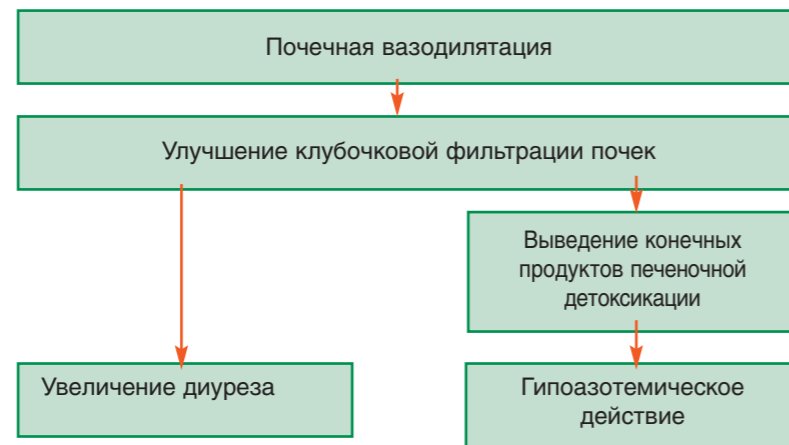 Почечная вазодилятация
Улучшение клубочковой фильтрации почек
Выведение конечных
продуктов печеночной
детоксикации
Увеличение диуреза
Гипоазотемическое
действие